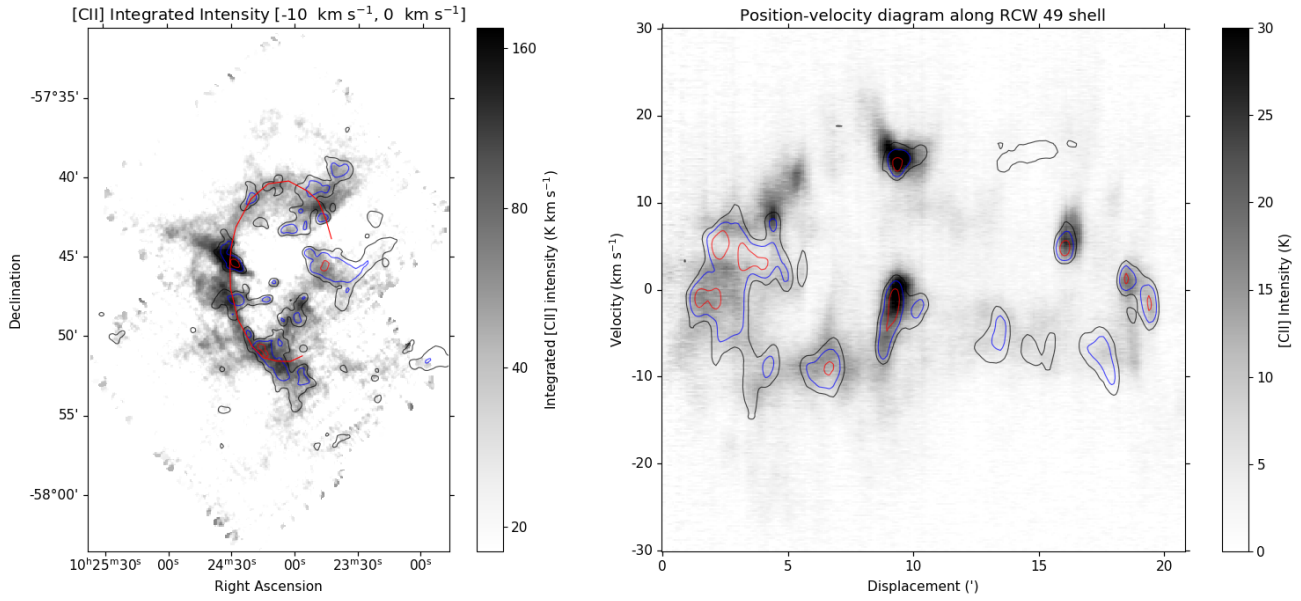 [CII] Integrated Intensity [-10 km s⁻¹, 0 km s⁻¹]
-57°35'
40'
45'
50'
55'
-58°00'
Declination
10ʰ25ᵐ30ˢ
00ˢ
24ᵐ30ˢ
00ˢ
23ᵐ30ˢ
00ˢ
Right Ascension
160
80
40
20
Integrated [CII] intensity (K km s⁻¹)
Position-velocity diagram along RCW 49 shell
30
20
10
0
-10
-20
-30
Velocity (km s⁻¹)
0
5
10
15
20
Displacement (')
30
25
20
15
10
5
0
[CII] Intensity (K)